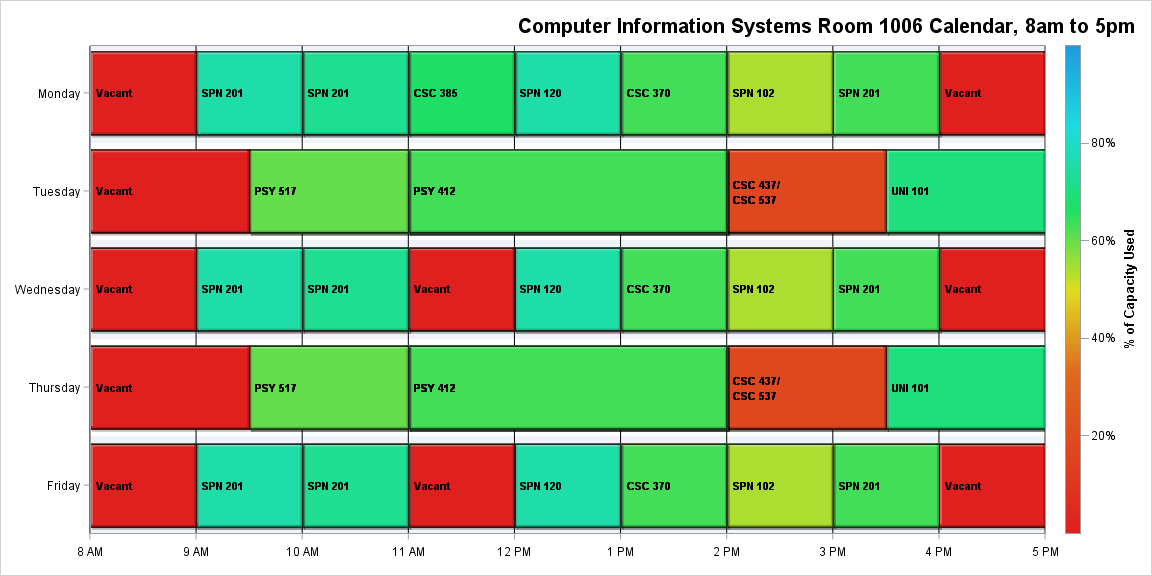 Computer Information Systems Room 1006 Calendar, 8am to 5pm
Monday
Vacant
SPN 201
SPN 201
CSC 385
SPN 120
CSC 370
SPN 102
SPN 201
Vacant
Tuesday
Vacant
PSY 517
PSY 412
CSC 437/
CSC 537
UNI 101
Wednesday
Vacant
SPN 201
SPN 201
Vacant
SPN 120
CSC 370
SPN 102
SPN 201
Vacant
Thursday
Vacant
PSY 517
PSY 412
CSC 437/
CSC 537
UNI 101
Friday
Vacant
SPN 201
SPN 201
Vacant
SPN 120
CSC 370
SPN 102
SPN 201
Vacant
8 AM
9 AM
10 AM
11 AM
12 PM
1 PM
2 PM
3 PM
4 PM
5 PM
80%
60%
40%
20%
% of Capacity Used